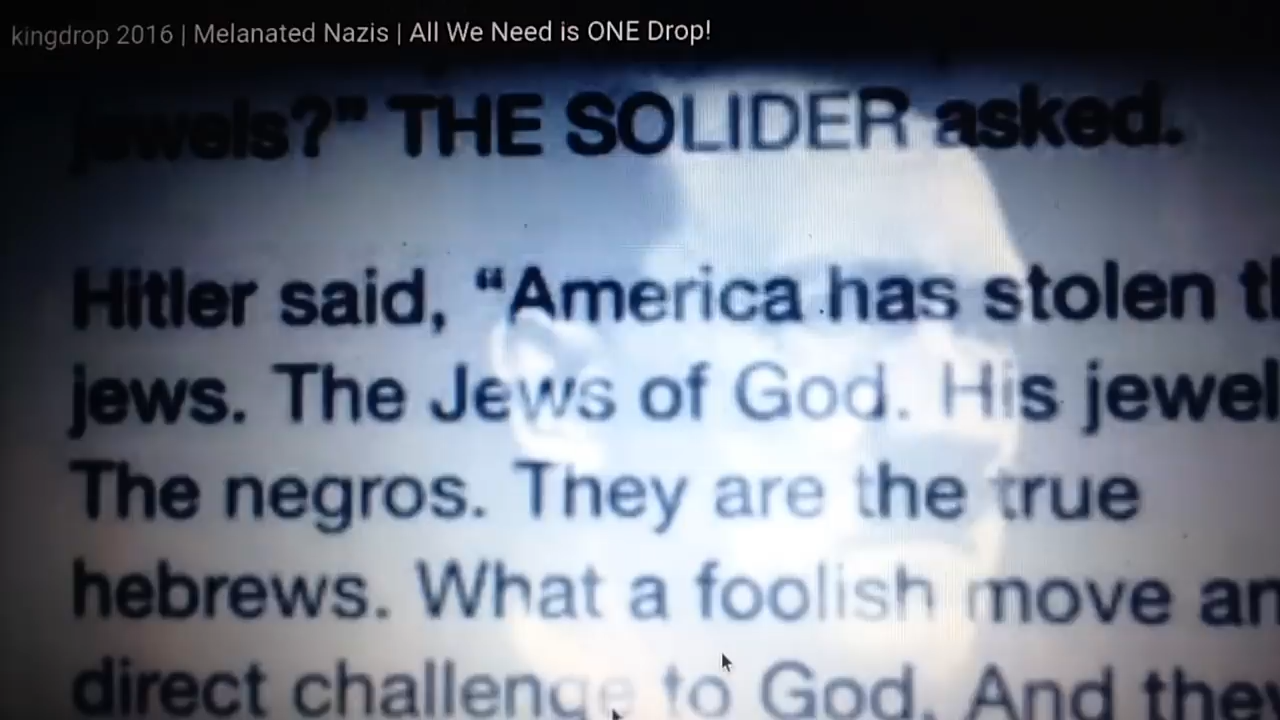 kingdrop 2016 | Melanated Nazis | All We Need is ONE Drop!
jewels?" THE SOLIDER asked.
Hitler said, "America has stolen
jews. The Jews of God. His
The negros. They are the true
hebrews. What a foolish move
direct challenge to God. And